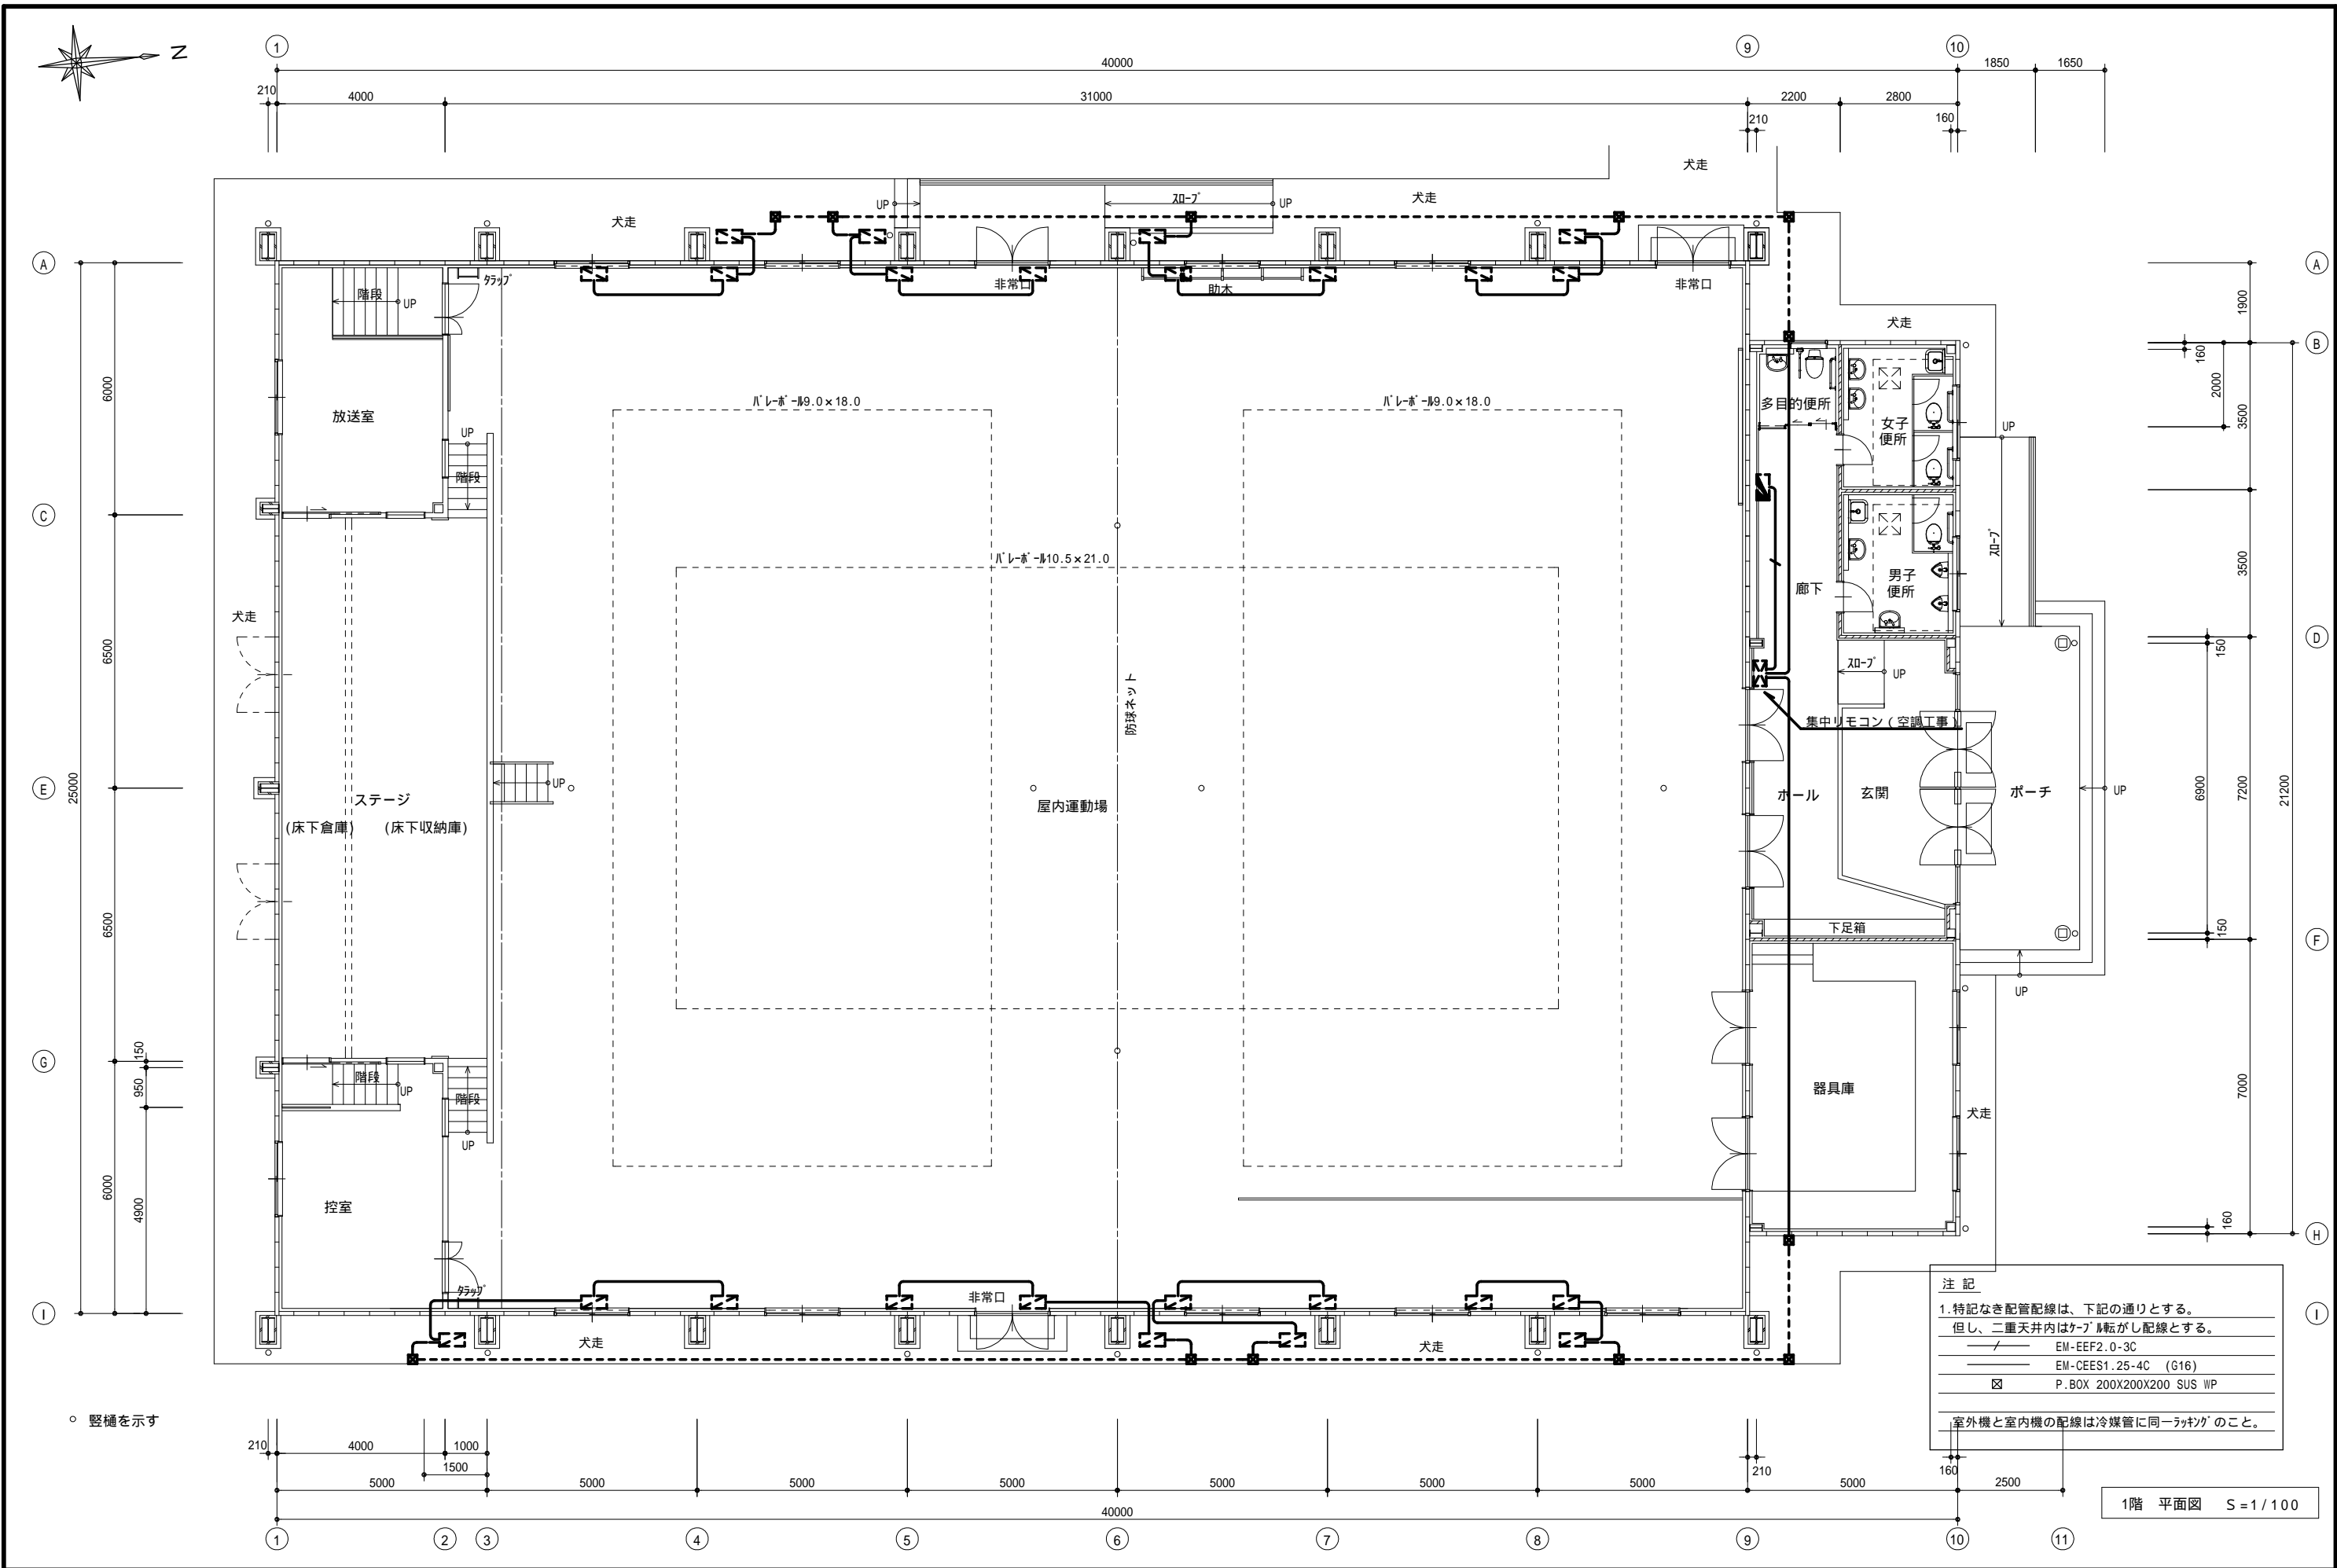 N
1
9
10
40000
1850
1650
210
4000
31000
2200
2800
210
160
犬走
犬走
UP
スロープ
UP
犬走
A
A
タラップ
階段
UP
非常口
助木
非常口
1900
犬走
B
160
2000
6000
バレーボール9.0×18.0
バレーボール9.0×18.0
放送室
多目的便所
女子
便所
3500
UP
UP
階段
C
バレーボール10.5×21.0
スロープ
3500
廊下
男子
便所
犬走
D
150
6500
スロープ
UP
防球ネット
集中リモコン(空調工事)
E
25000
UP
ステージ
(床下倉庫)
(床下収納庫)
屋内運動場
ホール
玄関
ポーチ
UP
6900
7200
21200
6500
下足箱
150
F
UP
G
150
階段
UP
950
階段
UP
器具庫
7000
犬走
6000
4900
控室
160
H
タラップ
非常口
I
I
犬走
犬走
注 記
1.特記なき配管配線は、下記の通りとする。
但し、二重天井内はケーブル転がし配線とする。
EM-EEF2.0-3C
EM-CEES1.25-4C (G16)
P.BOX 200X200X200 SUS WP
室外機と室内機の配線は冷媒管に同一ラッキングのこと。
竪樋を示す
210
4000
1000
1500
210
160
5000
5000
5000
5000
5000
5000
5000
5000
2500
40000
1階 平面図 S=1/100
1
2
3
4
5
6
7
8
9
10
11